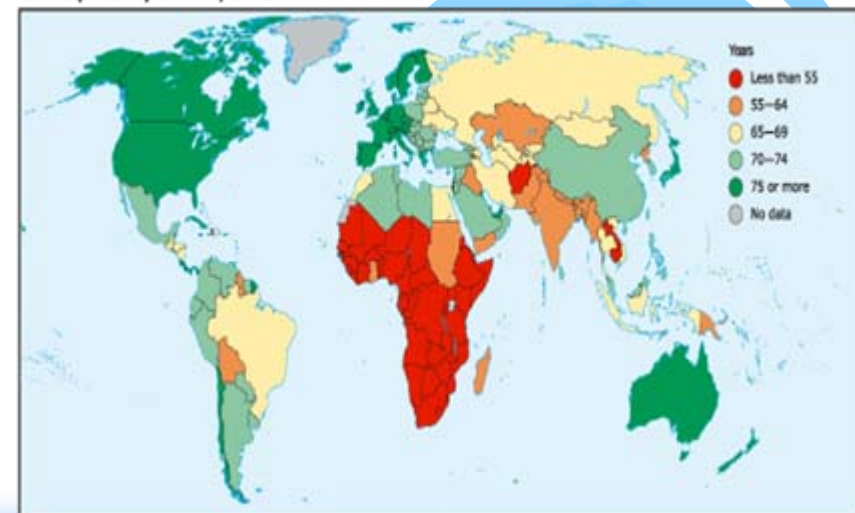 Years
Less than 55
55—64
65—69
70—74
75 or more
No data